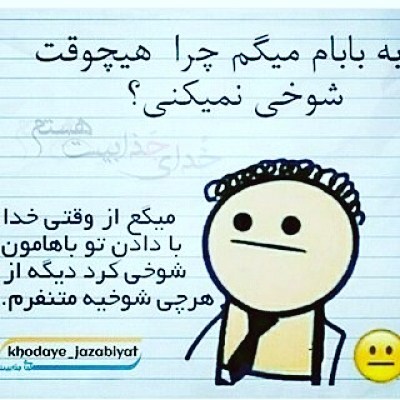 به بابام میگم چرا هیچوقت
شوخی نمیکنی؟
خدای جذابیت هستم
میگع از وقتی خدا
با دادن تو باهامون
شوخی کرد دیگه از
هرچی شوخیه متنفرم.
khodaye_jazabiyat